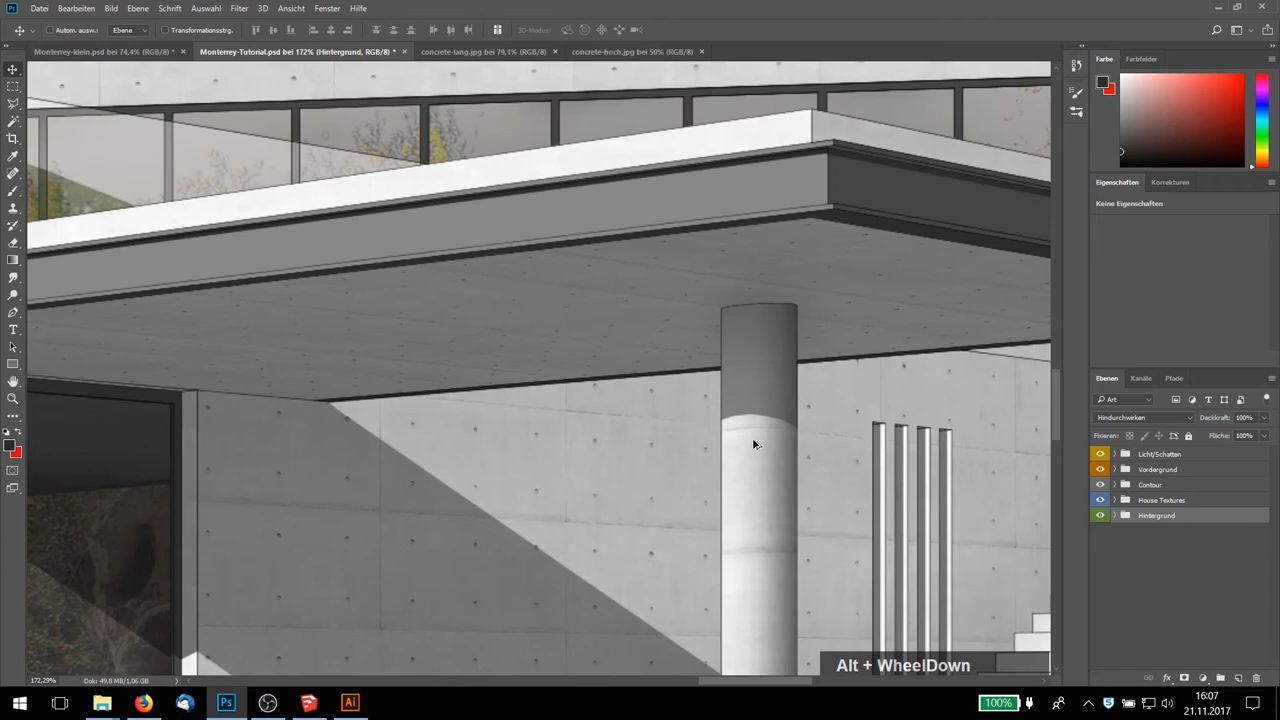 Datei Bearbeiten Bild Ebene Schrift Auswahl Filter 3D Ansicht Fenster Hilfe
Autom. ausw.: Ebene Transformationsstrg. 3D-Modus:
Monterrey-klein.psd bei 74,4% (RGB/8) * × Monterrey-Tutorial.psd bei 172% (Hintergrund, RGB/8) * × concrete-lang.jpg bei 79,1% (RGB/8) × concrete-hoch.jpg bei 50% (RGB/8) ×
Farbe Farbfelder
Eigenschaften Korrekturen
Keine Eigenschaften
Ebenen Kanäle Pfade
Art
Hindurchwirken Deckkraft: 100%
Fixieren: Fläche: 100%
Licht/Schatten
Vordergrund
Contour
House Textures
Hintergrund
Alt + WheelDown
172,29% Dok: 49,8 MB/1,06 GB
Ps Ai 100% 16:07
21.11.2017